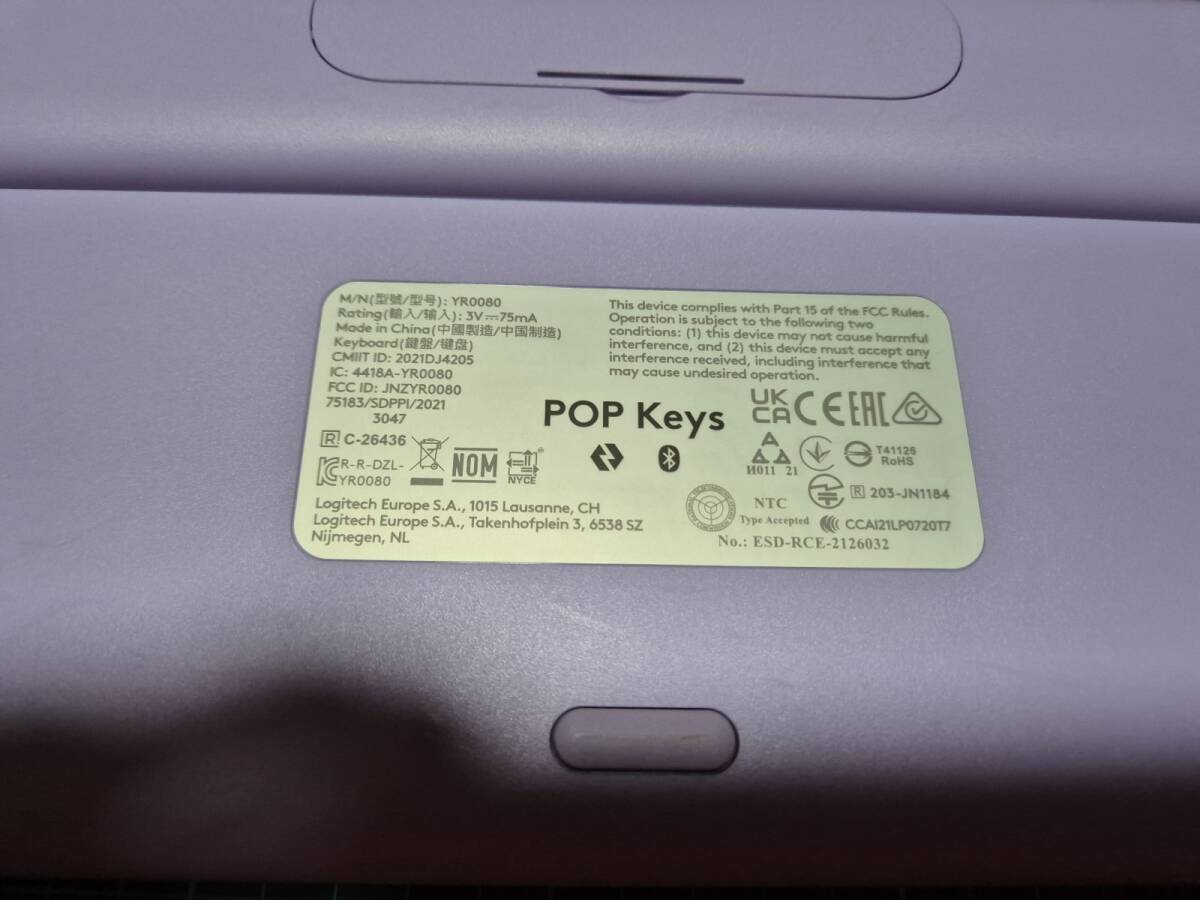 M/N(型號/型号): YR0080
Rating(輸入/输入): 3V⎓75mA
Made in China(中國製造/中国制造)
Keyboard(鍵盤/键盘)
CMIIT ID: 2021DJ4205
IC: 4418A-YR0080
FCC ID: JNZYR0080
75183/SDPPI/2021
3047
R C-26436
R-R-DZL-
YR0080
NOM
NYCE
Logitech Europe S.A., 1015 Lausanne, CH
Logitech Europe S.A., Takenhofplein 3, 6538 SZ
Nijmegen, NL
This device complies with Part 15 of the FCC Rules.
Operation is subject to the following two
conditions: (1) this device may not cause harmful
interference, and (2) this device must accept any
interference received, including interference that
may cause undesired operation.
POP Keys
UK
CA CE EAC
И011 21
T41126
RoHS
R 203-JN1184
NTC
Type Accepted
CCAI21LP0720T7
No.: ESD-RCE-2126032